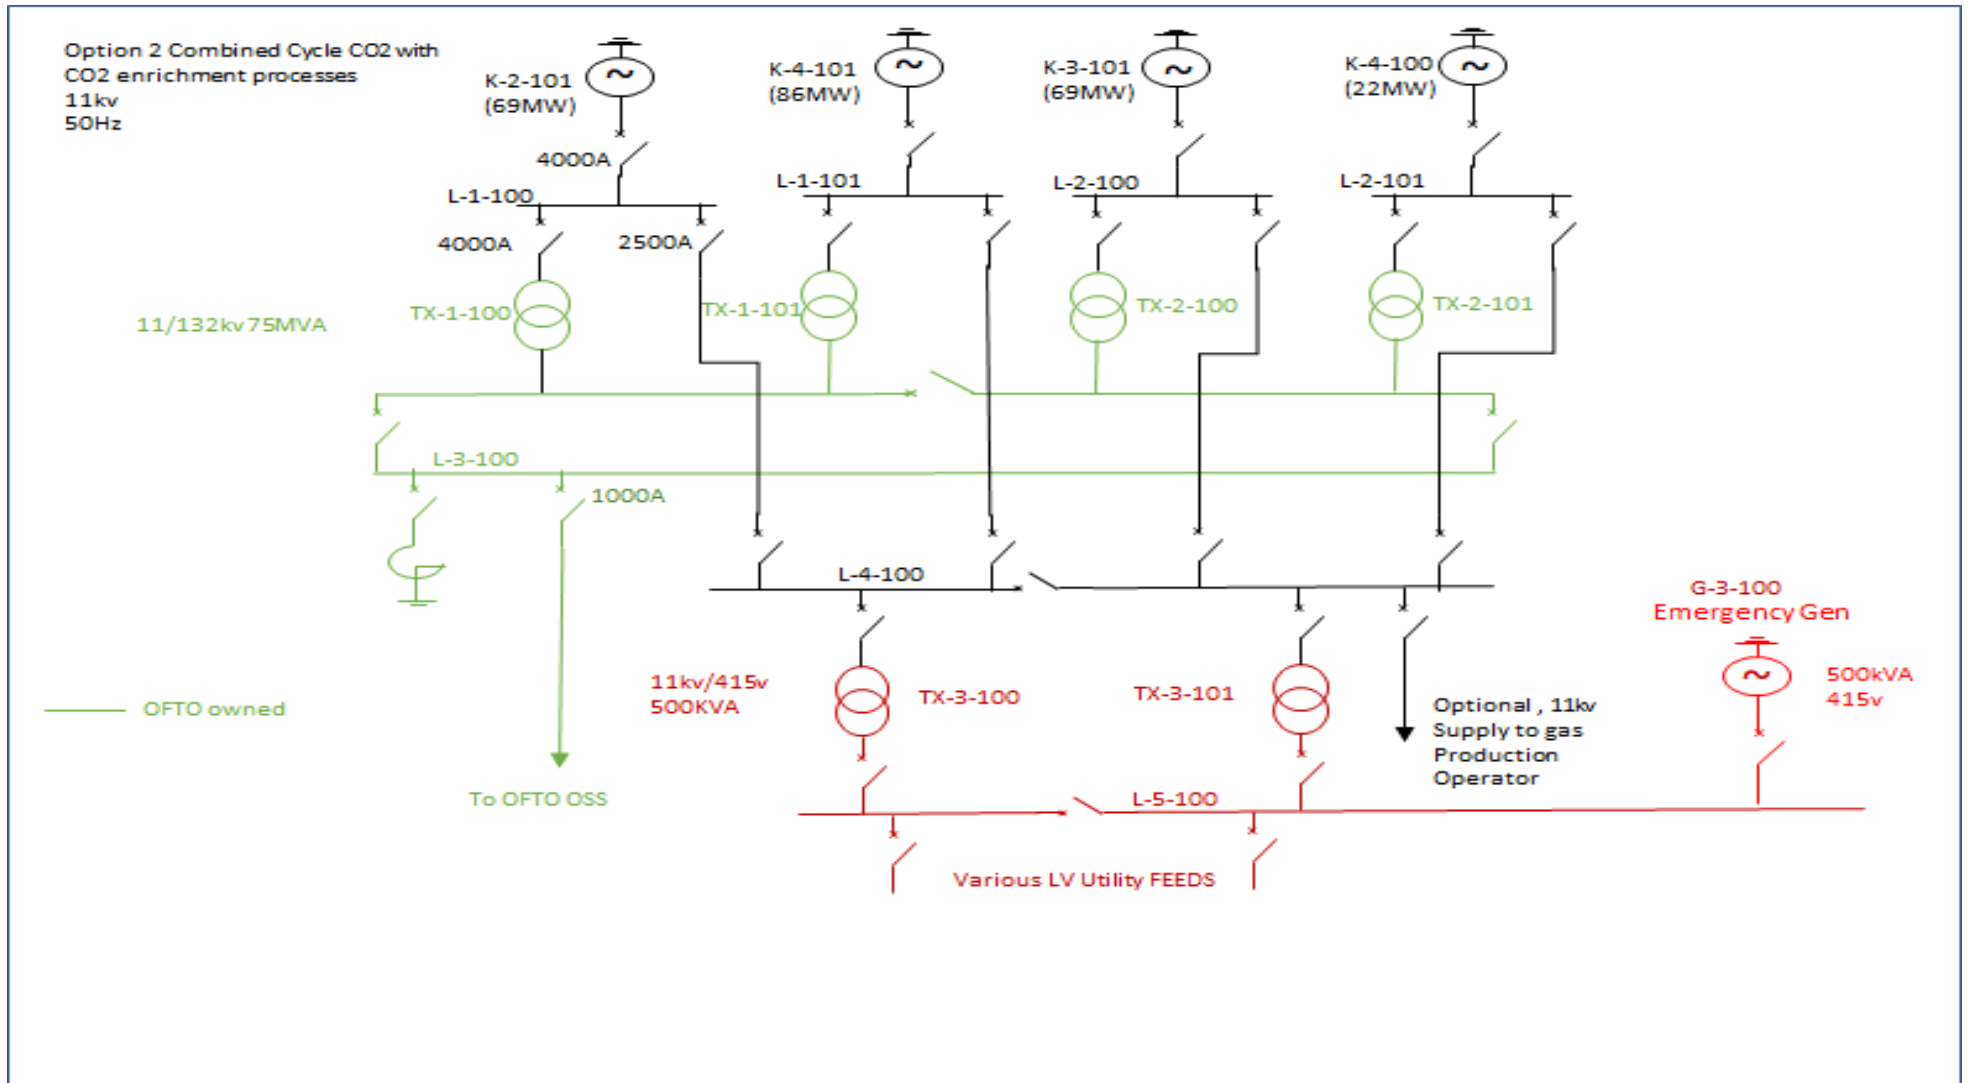 Option 2 Combined Cycle CO2 with
CO2 enrichment processes
11kv
50Hz
K-2-101
(69MW)
K-4-101
(86MW)
K-3-101
(69MW)
K-4-100
(22MW)
4000A
L-1-100
L-1-101
L-2-100
L-2-101
4000A
2500A
11/132kv 75MVA
TX-1-100
TX-1-101
TX-2-100
TX-2-101
L-3-100
1000A
L-4-100
G-3-100
Emergency Gen
500kVA
415v
11kv/415v
500KVA
TX-3-100
TX-3-101
Optional , 11kv
Supply to gas
Production
Operator
OFTO owned
To OFTO OSS
L-5-100
Various LV Utility FEEDS